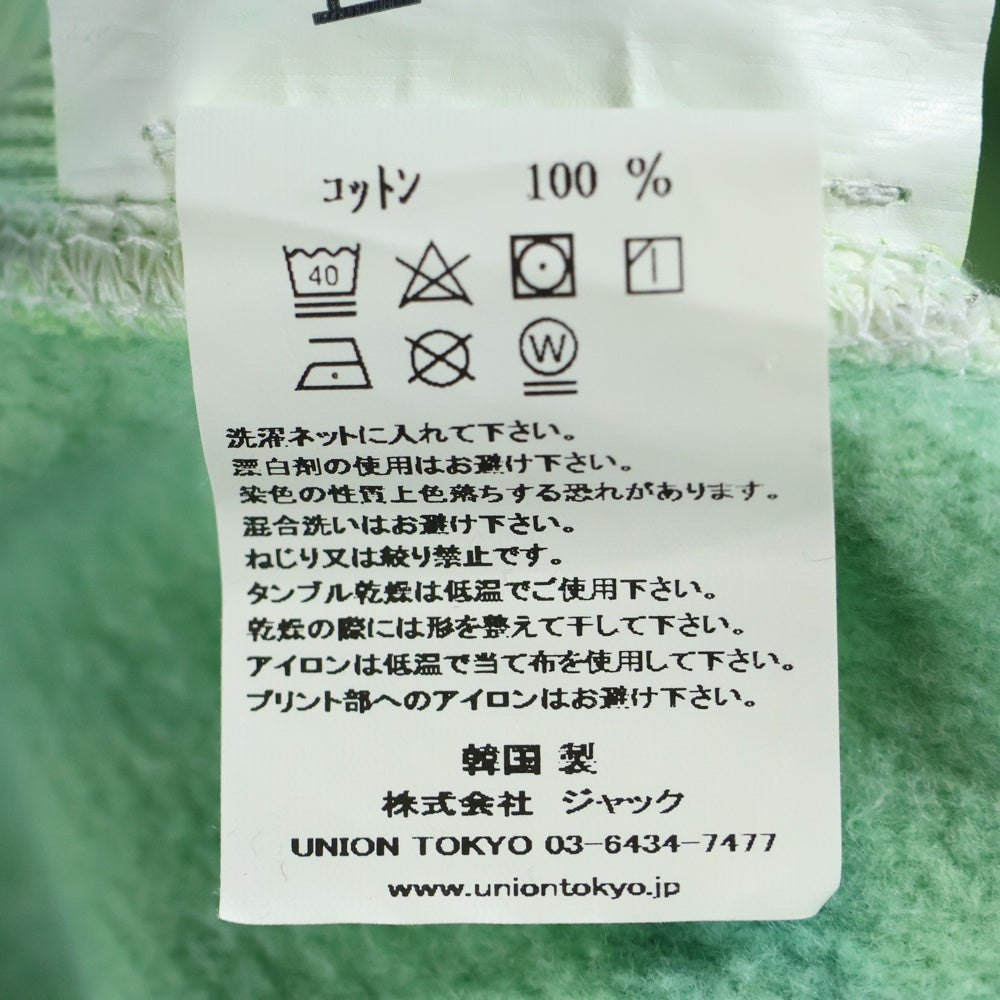 コットン 100 %
40
W
洗濯ネットに入れて下さい。
漂白剤の使用はお避け下さい。
染色の性質上色落ちする恐れがあります。
混合洗いはお避け下さい。
ねじり又は絞り禁止です。
タンブル乾燥は低温でご使用下さい。
乾燥の際には形を整えて干して下さい。
アイロンは低温で当て布を使用して下さい。
プリント部へのアイロンはお避け下さい。
韓国製
株式会社 ジャック
UNION TOKYO 03-6434-7477
www.uniontokyo.jp